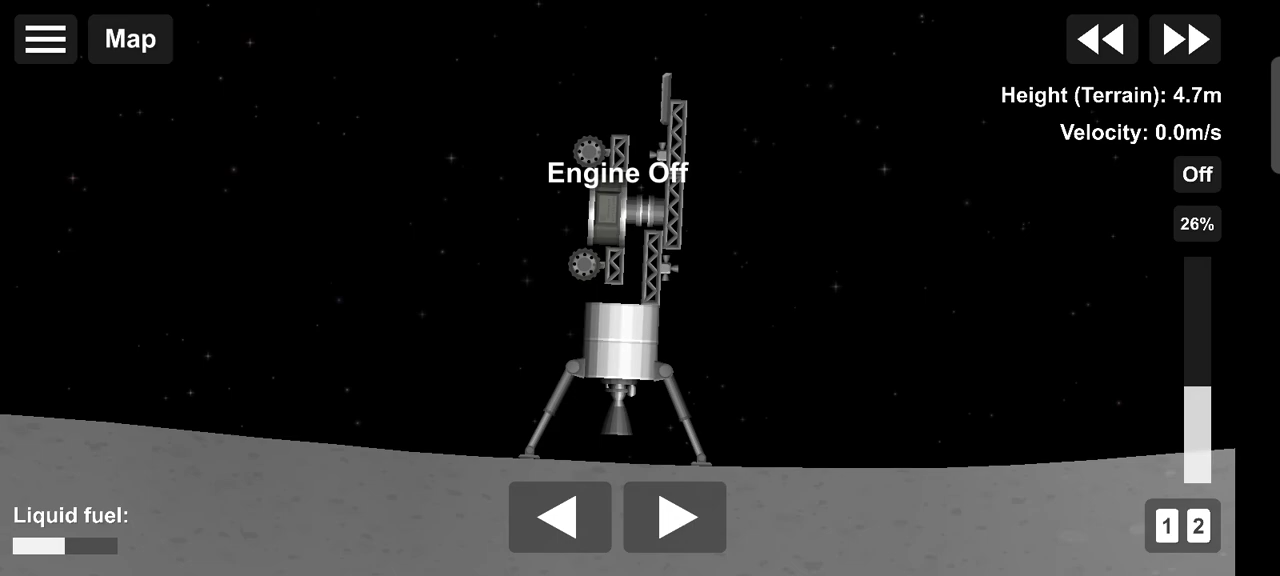 Map
Height (Terrain): 4.7m
Velocity: 0.0m/s
Engine Off
Off
26%
Liquid fuel:
1 2